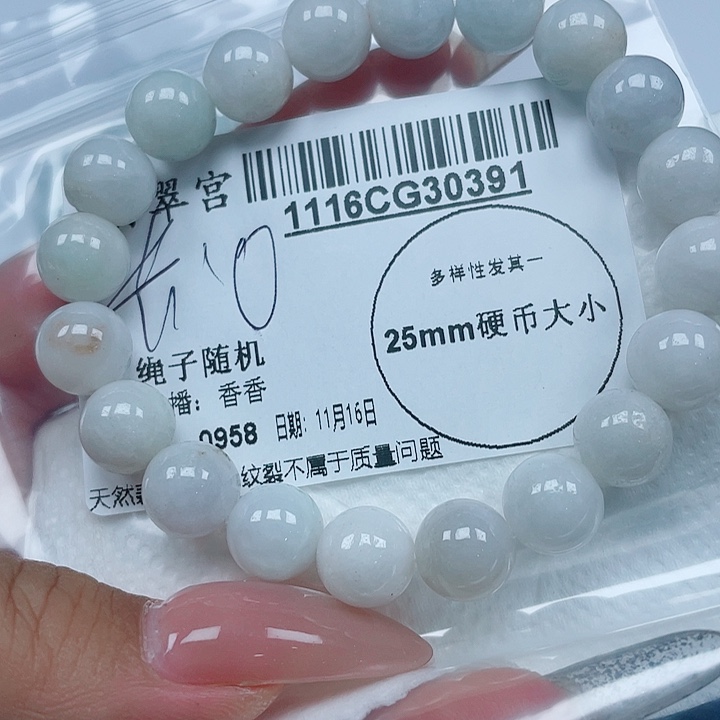 翠宫
1116CG30391
多样性发其一
25mm硬币大小
绳子随机
播：香香
0958 日期：11月16日
天然 纹裂不属于质量问题